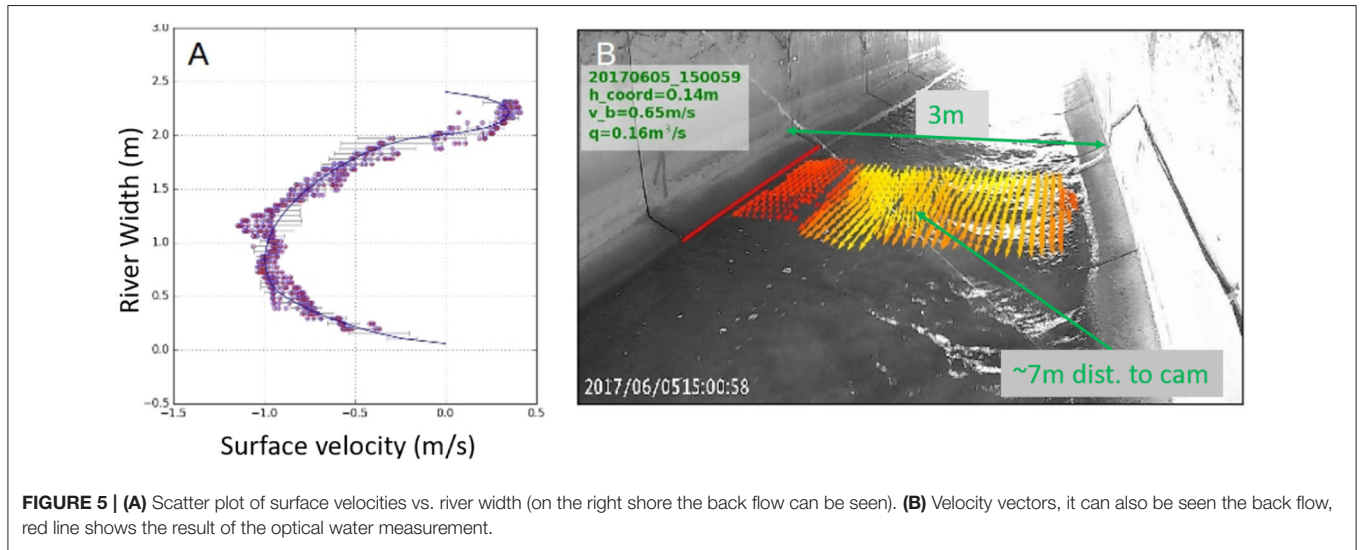 A
3.0
2.5
2.0
1.5
1.0
0.5
0.0
−0.5
−1.5
−1.0
−0.5
0.0
0.5
River Width (m)
Surface velocity (m/s)
B
20170605_150059
h_coord=0.14m
v_b=0.65m/s
q=0.16m³/s
3m
~7m dist. to cam
2017/06/0515:00:58
FIGURE 5 | (A) Scatter plot of surface velocities vs. river width (on the right shore the back flow can be seen). (B) Velocity vectors, it can also be seen the back flow,
red line shows the result of the optical water measurement.